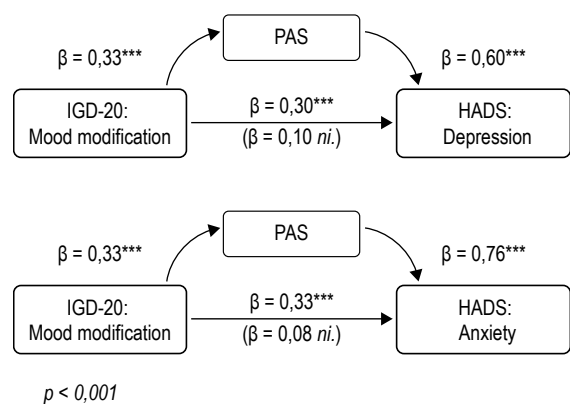 PAS
β = 0,33***
β = 0,60***
IGD-20:
Mood modification
β = 0,30***
(β = 0,10 ni.)
HADS:
Depression
PAS
β = 0,33***
β = 0,76***
IGD-20:
Mood modification
β = 0,33***
(β = 0,08 ni.)
HADS:
Anxiety
p < 0,001